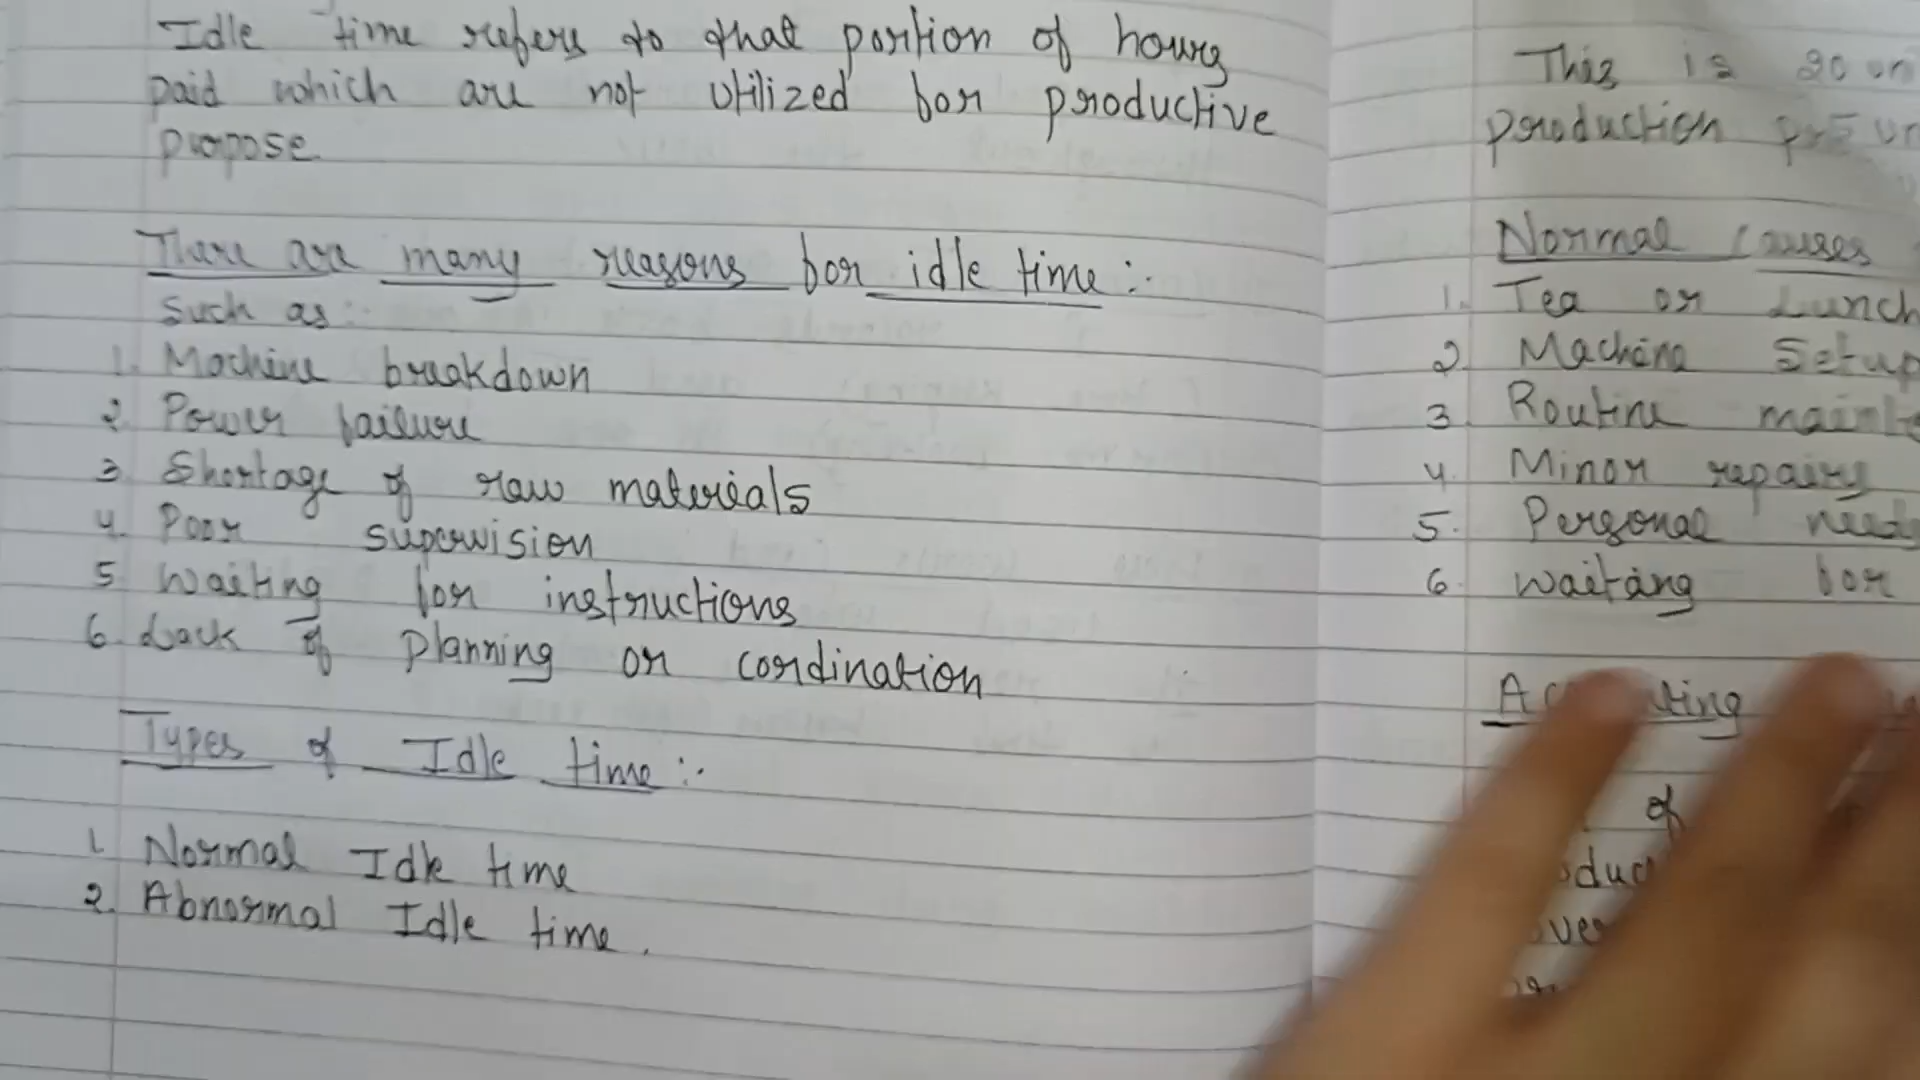 Idle time refers to that portion of hours
paid which are not utilized for productive
purpose
There are many reasons for idle time :-
Such as :-
1. Machine breakdown
2. Power failure
3 Shortage of raw materials
4. Poor supervision
5 Waiting for instructions
6. Lack of planning or cordination
Types of Idle time :-
1. Normal Idle time
2. Abnormal Idle time.
This is
production
Normal Causes
1. Tea or Lunch
2 Machine Setup
3 Routine
4. Minor repairs
5. Personal need
6. Waiting for
of